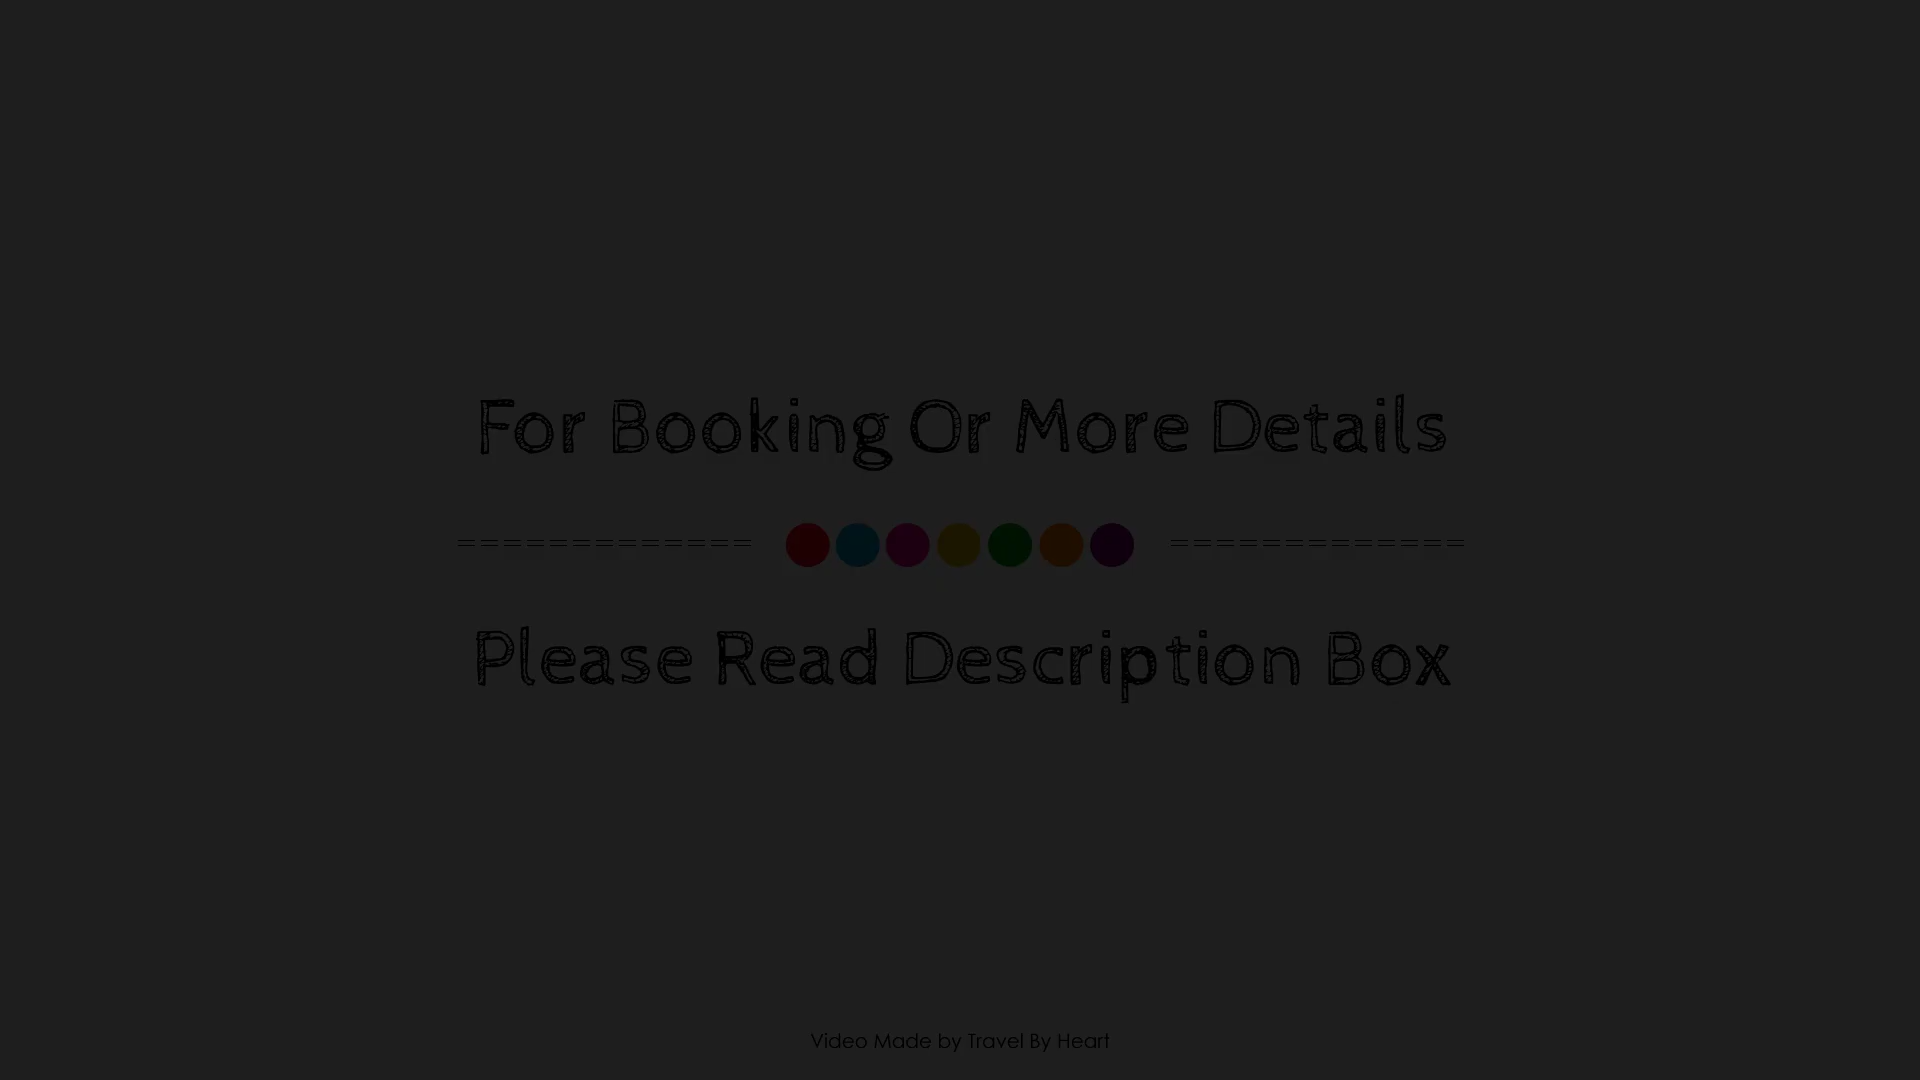 For Booking Or More Details
============= =============
Please Read Description Box
Video Made by Travel By Heart